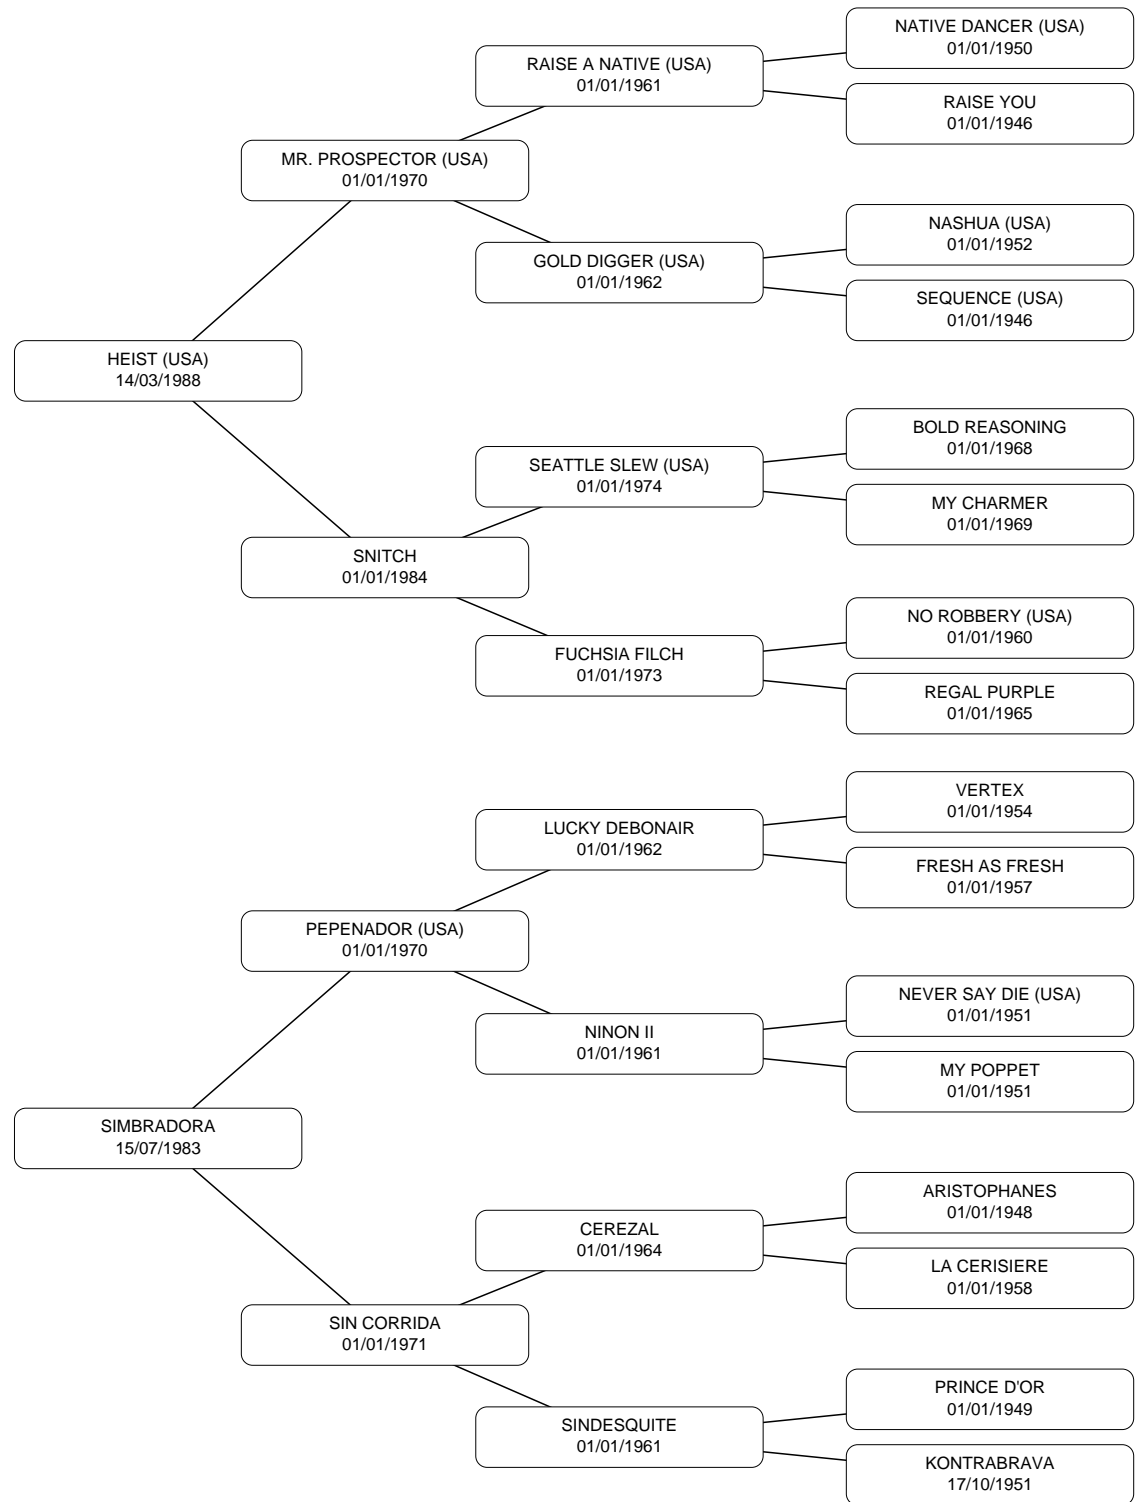 NATIVE DANCER (USA)
01/01/1950
RAISE A NATIVE (USA)
01/01/1961
RAISE YOU
01/01/1946
MR. PROSPECTOR (USA)
01/01/1970
NASHUA (USA)
01/01/1952
GOLD DIGGER (USA)
01/01/1962
SEQUENCE (USA)
01/01/1946
HEIST (USA)
14/03/1988
BOLD REASONING
01/01/1968
SEATTLE SLEW (USA)
01/01/1974
MY CHARMER
01/01/1969
SNITCH
01/01/1984
NO ROBBERY (USA)
01/01/1960
FUCHSIA FILCH
01/01/1973
REGAL PURPLE
01/01/1965
VERTEX
01/01/1954
LUCKY DEBONAIR
01/01/1962
FRESH AS FRESH
01/01/1957
PEPENADOR (USA)
01/01/1970
NEVER SAY DIE (USA)
01/01/1951
NINON II
01/01/1961
MY POPPET
01/01/1951
SIMBRADORA
15/07/1983
ARISTOPHANES
01/01/1948
CEREZAL
01/01/1964
LA CERISIERE
01/01/1958
SIN CORRIDA
01/01/1971
PRINCE D'OR
01/01/1949
SINDESQUITE
01/01/1961
KONTRABRAVA
17/10/1951